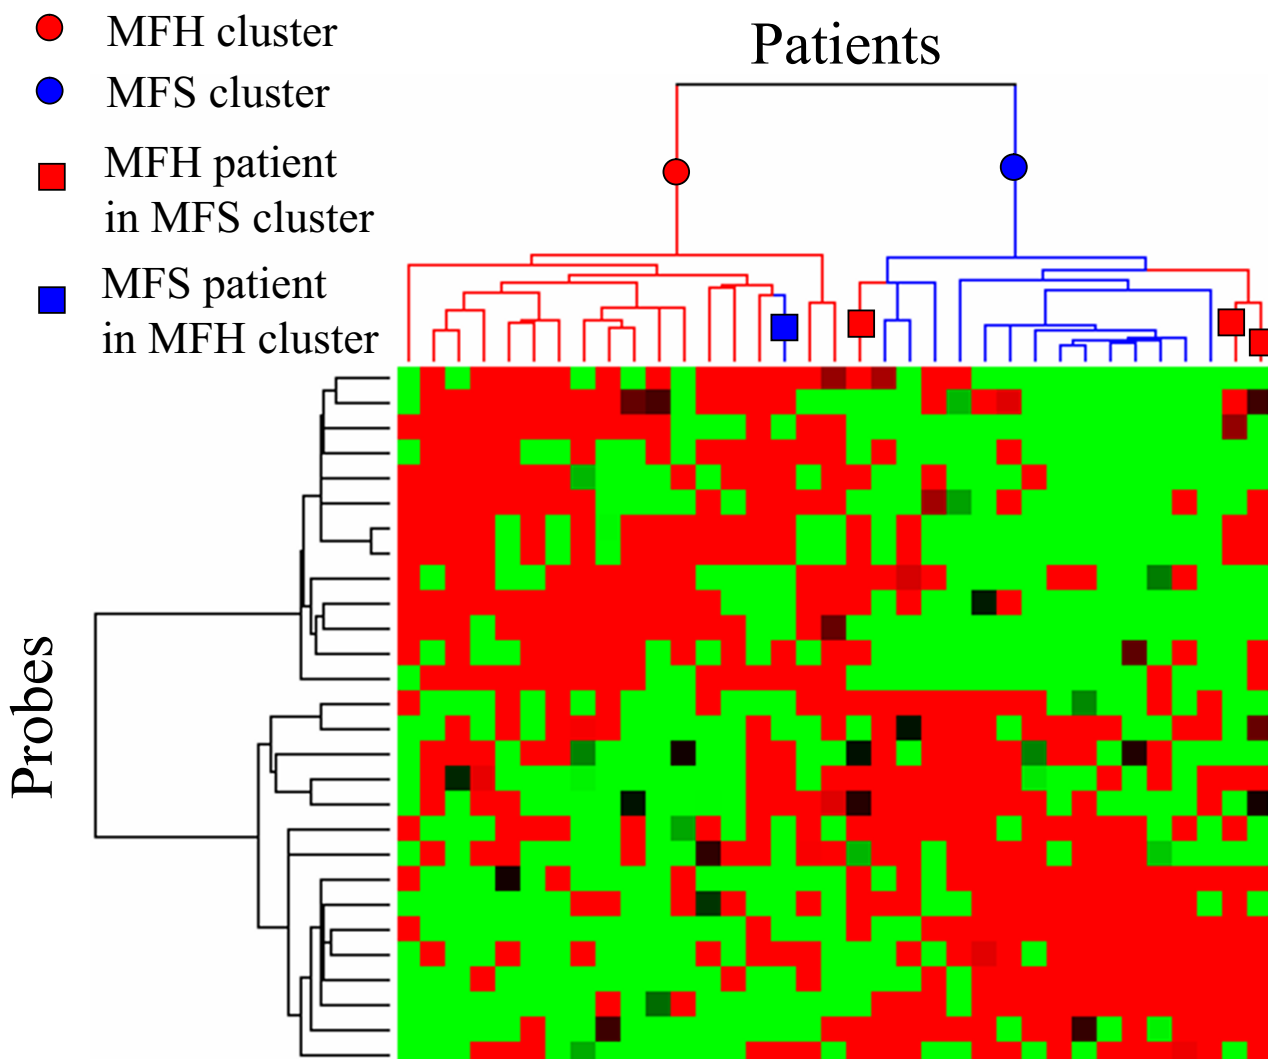 MFH cluster
MFS cluster
MFH patient
in MFS cluster
MFS patient
in MFH cluster
Patients
Probes